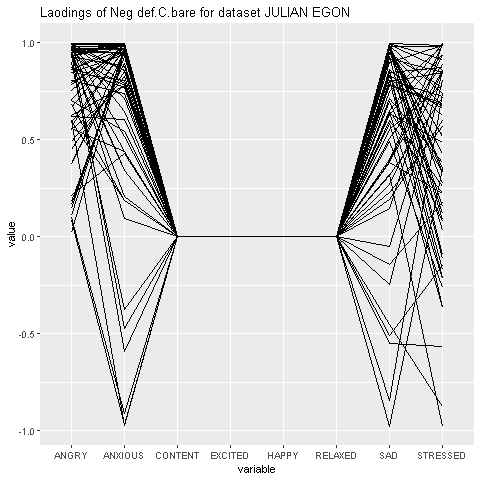 Laodings of Neg def.C.bare for dataset JULIAN EGON
1.0
0.5
value
0.0
-0.5
-1.0
ANGRY ANXIOUS CONTENT EXCITED HAPPY RELAXED SAD STRESSED
variable